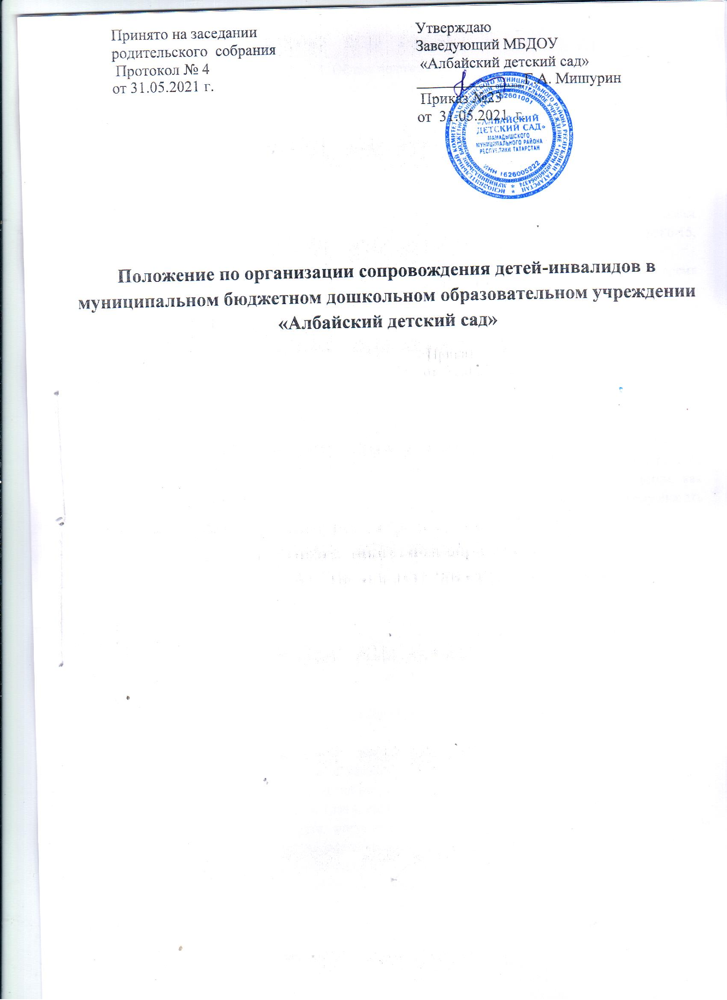 Принято на заседании
родительского собрания
Протокол № 4
от 31.05.2021 г.
Утверждаю
Заведующий МБДОУ
«Албайский детский сад»
Г.А. Мишурин
Приказ №23
от 31.05.2021 г.
«АЛБАЙСКИЙ
ДЕТСКИЙ САД»
МАМАДЫШСКОГО
МУНИЦИПАЛЬНОГО РАЙОНА
РЕСПУБЛИКИ ТАТАРСТАН
ИНН 1626005222
Положение по организации сопровождения детей-инвалидов в
муниципальном бюджетном дошкольном образовательном учреждении
«Албайский детский сад»